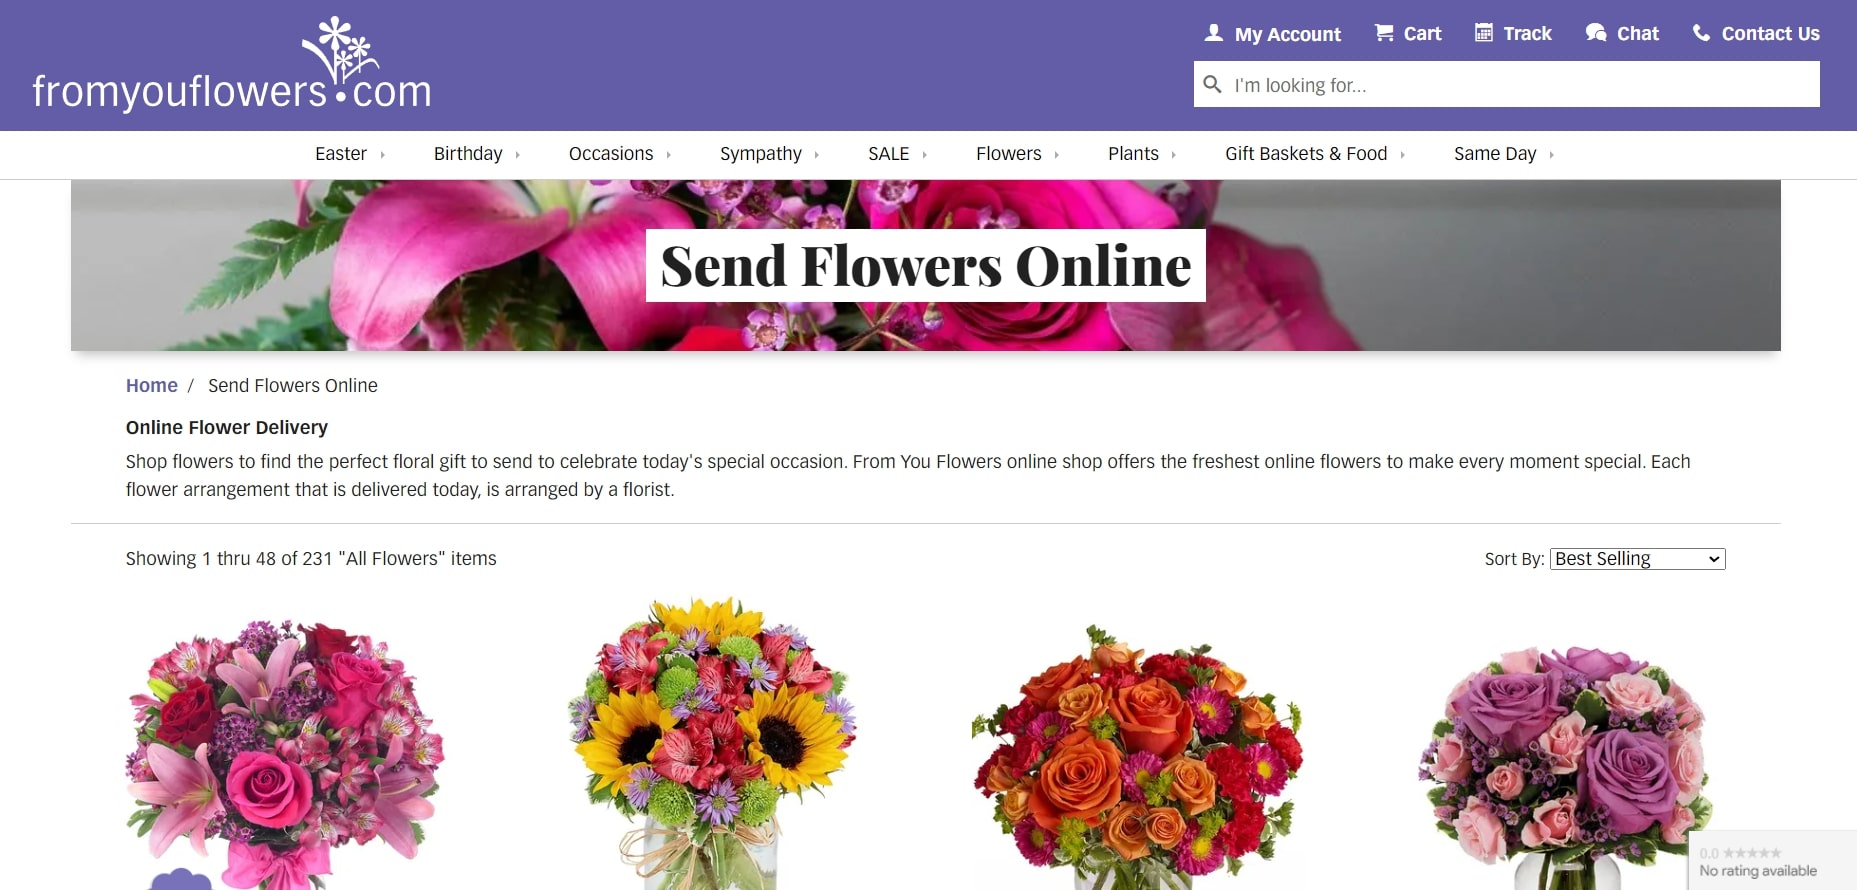 fromyouflowers.com
My Account
Cart
Track
Chat
Contact Us
I'm looking for...
Easter
Birthday
Occasions
Sympathy
SALE
Flowers
Plants
Gift Baskets & Food
Same Day
Send Flowers Online
Home / Send Flowers Online
Online Flower Delivery
Shop flowers to find the perfect floral gift to send to celebrate today's special occasion. From You Flowers online shop offers the freshest online flowers to make every moment special. Each
flower arrangement that is delivered today, is arranged by a florist.
Showing 1 thru 48 of 231 "All Flowers" items
Sort By: Best Selling
0.0 ★★★★★
No rating available